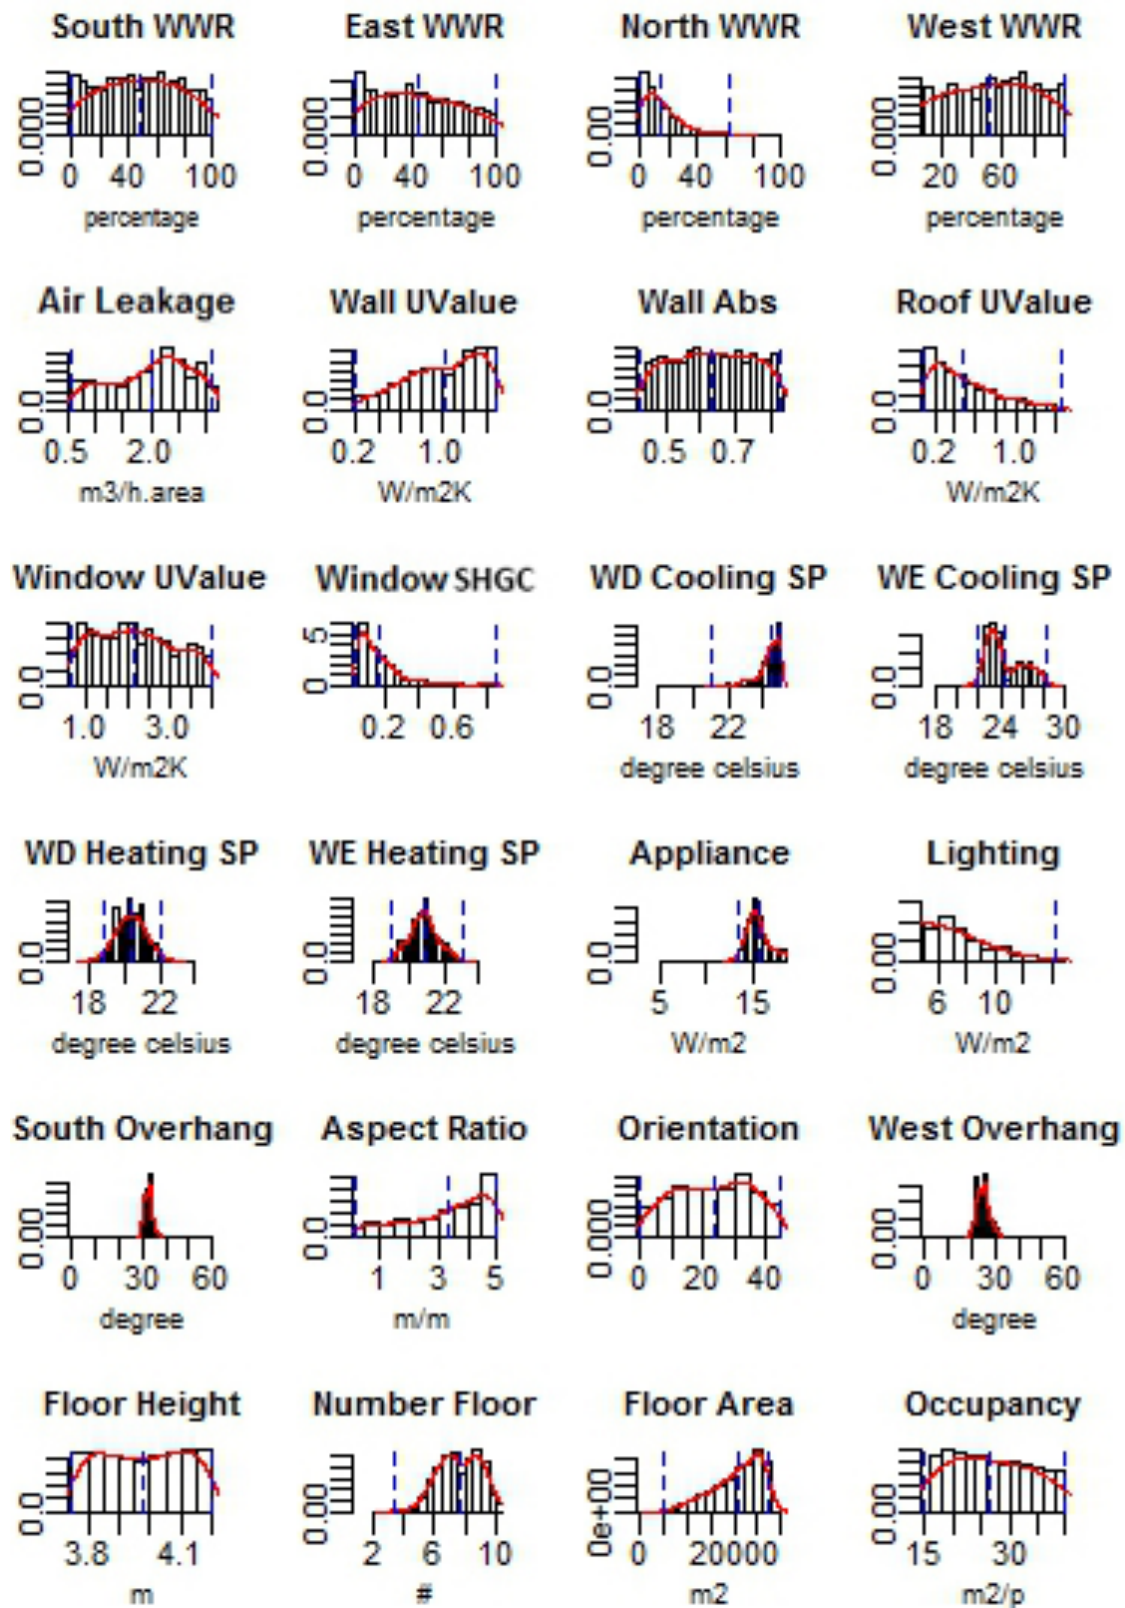 South WWR East WWR North WWR West WWR
0.000 0.000 0.00 0.000
0 40 100 0 40 100 0 40 100 20 60
percentage percentage percentage percentage
Air Leakage Wall UValue Wall Abs Roof UValue
0.0 0.0 0.0 0.0
0.5 2.0 0.2 1.0 0.5 0.7 0.2 1.0
m3/h.area W/m2K W/m2K
Window UValue Window SHGC WD Cooling SP WE Cooling SP
0.0 0 5 0.0 0.0
1.0 3.0 0.2 0.6 18 22 18 24 30
W/m2K degree celsius degree celsius
WD Heating SP WE Heating SP Appliance Lighting
0.0 0.0 0.0 0.00
18 22 18 22 5 15 6 10
degree celsius degree celsius W/m2 W/m2
South Overhang Aspect Ratio Orientation West Overhang
0.00 0.0 0.000 0.00
0 30 60 1 3 5 0 20 40 0 30 60
degree m/m degree
Floor Height Number Floor Floor Area Occupancy
0.0 0.00 0e+00 0.00
3.8 4.1 2 6 10 0 20000 15 30
m # m2 m2/p